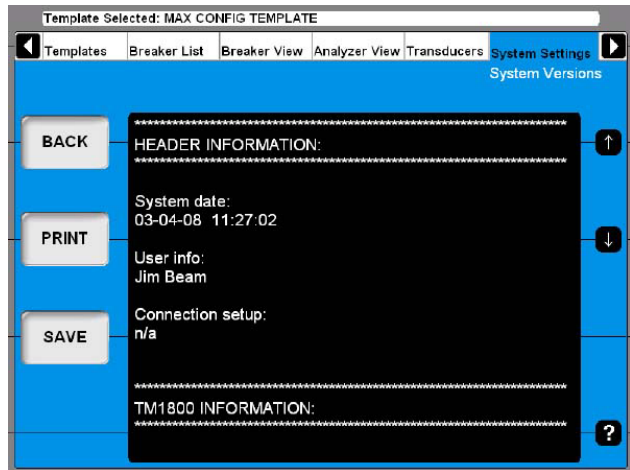 Template Selected: MAX CONFIG TEMPLATE
Templates Breaker List Breaker View Analyzer View Transducers System Settings
System Versions
BACK
PRINT
SAVE
****************************************************************************************
HEADER INFORMATION:
****************************************************************************************
System date:
03-04-08 11:27:02
User info:
Jim Beam
Connection setup:
n/a
****************************************************************************************
TM1800 INFORMATION:
****************************************************************************************
↑
↓
?